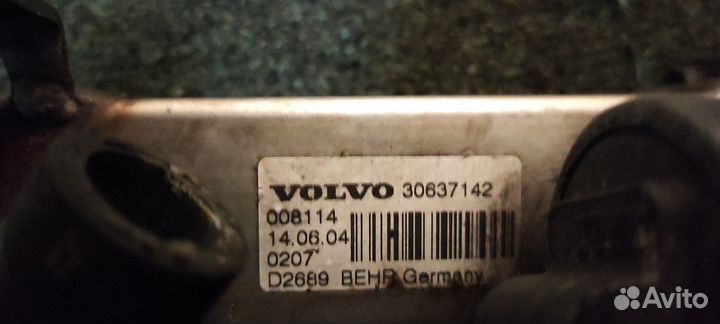 VOLVO 30637142
008114
14.06.04
0207
D2689 BEHR Germany
Avito